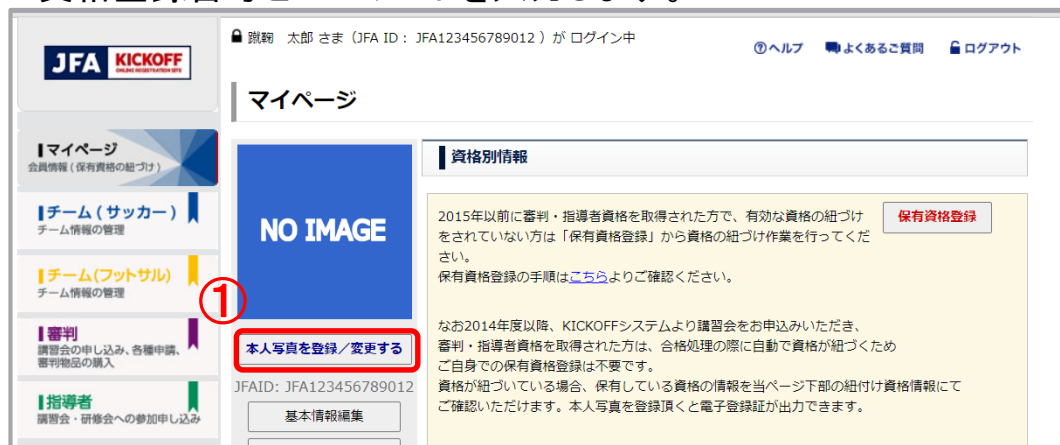 JFA KICKOFF
ONLINE REGISTRATION SITE
蹴鞠 太郎 さま（JFA ID： JFA123456789012 ）が ログイン中
?ヘルプ よくあるご質問 ログアウト
マイページ
マイページ
会員情報 ( 保有資格の紐づけ )
チーム ( サッカー )
チーム情報の管理
チーム(フットサル)
チーム情報の管理
審判
講習会の申し込み、各種申請、
審判物品の購入
指導者
講習会・研修会への参加申し込み
NO IMAGE
①
本人写真を登録／変更する
JFAID: JFA123456789012
基本情報編集
資格別情報
2015年以前に審判・指導者資格を取得された方で、有効な資格の紐づけ
をされていない方は「保有資格登録」から資格の紐づけ作業を行ってくだ
さい。
保有資格登録の手順はこちらよりご確認ください。
保有資格登録
なお2014年度以降、KICKOFFシステムより講習会をお申込みいただき、
審判・指導者資格を取得された方は、合格処理の際に自動で資格が紐づくため
ご自身での保有資格登録は不要です。
資格が紐づいている場合、保有している資格の情報を当ページ下部の紐付け資格情報にて
ご確認いただけます。本人写真を登録頂くと電子登録証が出力できます。